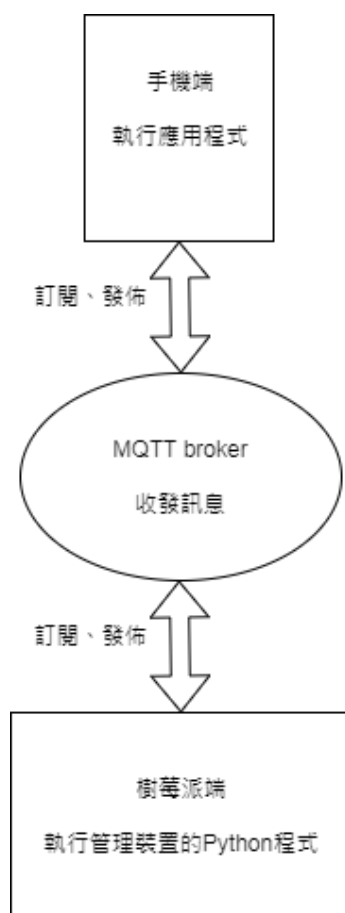 手機端
執行應用程式
訂閱、發佈
MQTT broker
收發訊息
訂閱、發佈
樹莓派端
執行管理裝置的Python程式